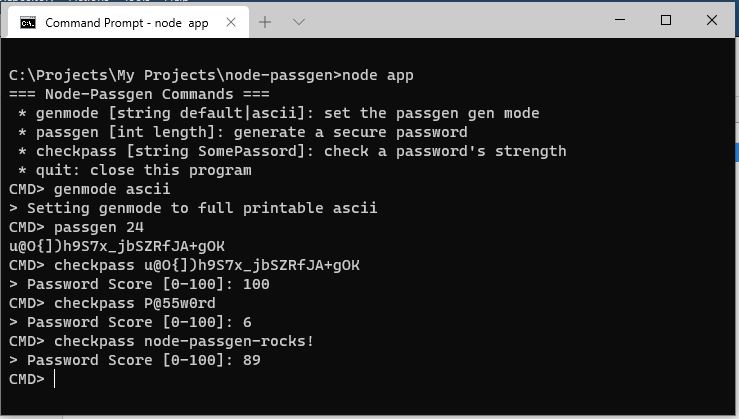 Command Prompt - node app
C:\Projects\My Projects\node-passgen>node app
=== Node-Passgen Commands ===
* genmode [string default|ascii]: set the passgen gen mode
* passgen [int length]: generate a secure password
* checkpass [string SomePassord]: check a password's strength
* quit: close this program
CMD> genmode ascii
> Setting genmode to full printable ascii
CMD> passgen 24
u@O{])h9S7x_jbSZRfJA+gOK
CMD> checkpass u@O{])h9S7x_jbSZRfJA+gOK
> Password Score [0-100]: 100
CMD> checkpass P@55w0rd
> Password Score [0-100]: 6
CMD> checkpass node-passgen-rocks!
> Password Score [0-100]: 89
CMD>